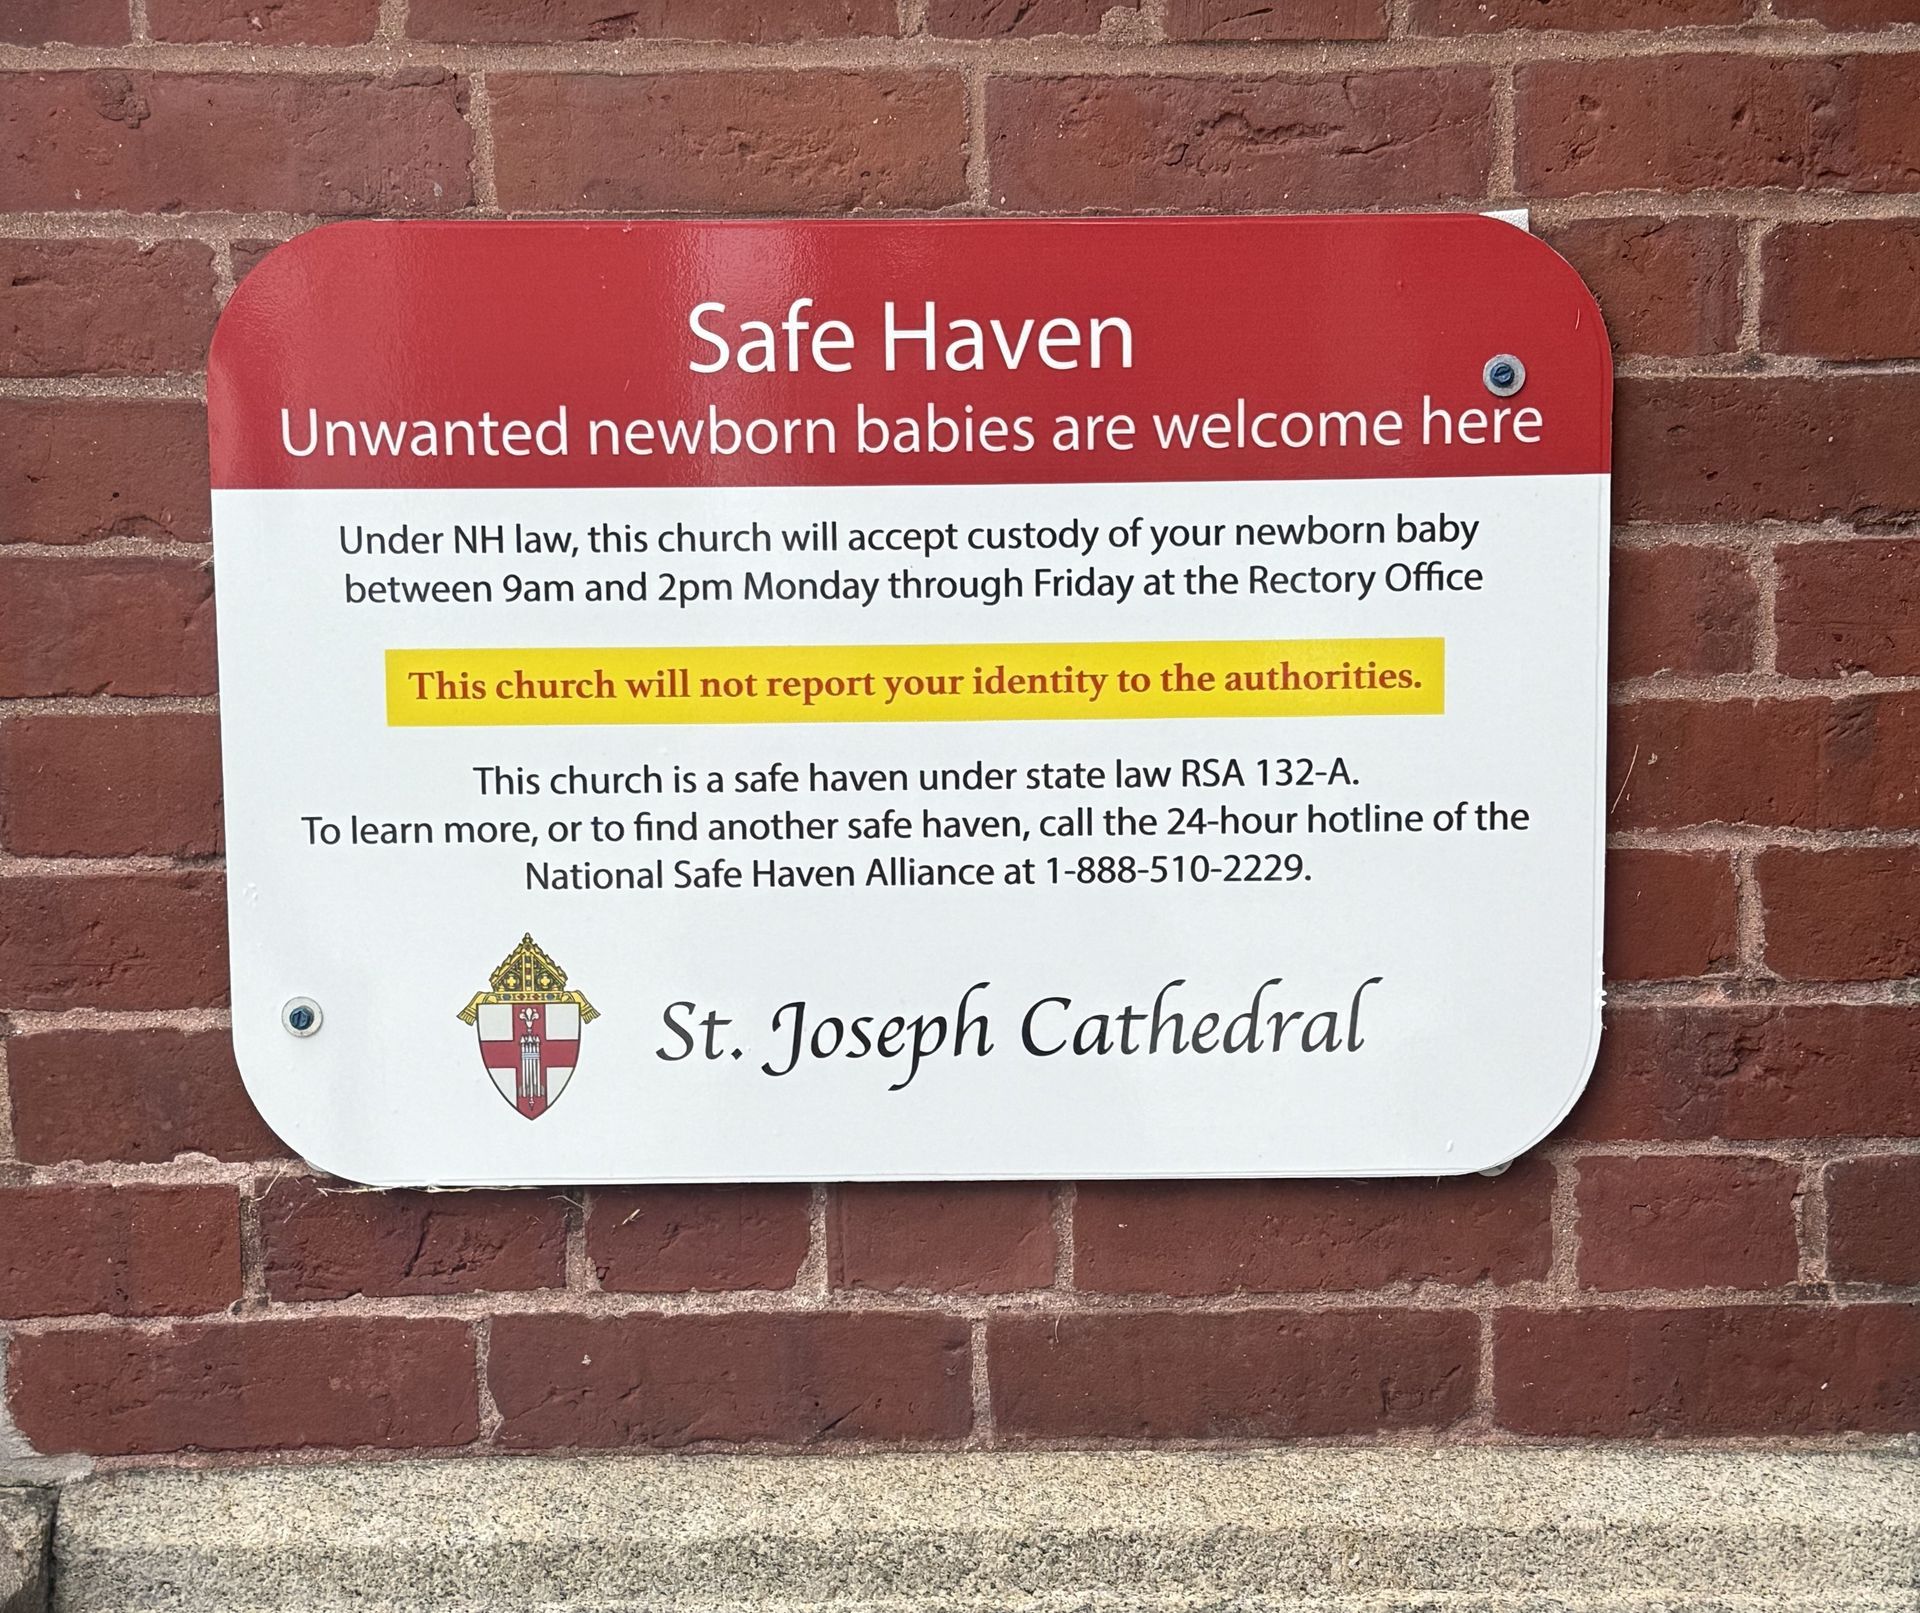 Safe Haven
Unwanted newborn babies are welcome here
Under NH law, this church will accept custody of your newborn baby
between 9am and 2pm Monday through Friday at the Rectory Office
This church will not report your identity to the authorities.
This church is a safe haven under state law RSA 132-A.
To learn more, or to find another safe haven, call the 24-hour hotline of the
National Safe Haven Alliance at 1-888-510-2229.
St. Joseph Cathedral